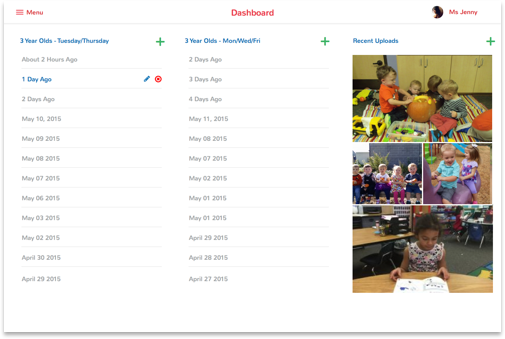 Menu
Dashboard
Ms Jenny
3 Year Olds - Tuesday/Thursday
About 2 Hours Ago
1 Day Ago
2 Days Ago
May 10, 2015
May 09 2015
May 08 2015
May 07 2015
May 06 2015
May 03 2015
May 02 2015
April 30 2015
April 29 2015
3 Year Olds - Mon/Wed/Fri
2 Days Ago
3 Days Ago
4 Days Ago
May 11, 2015
May 08 2015
May 07 2015
May 02 2015
May 01 2015
May 01 2015
April 29 2015
April 28 2015
April 27 2015
Recent Uploads